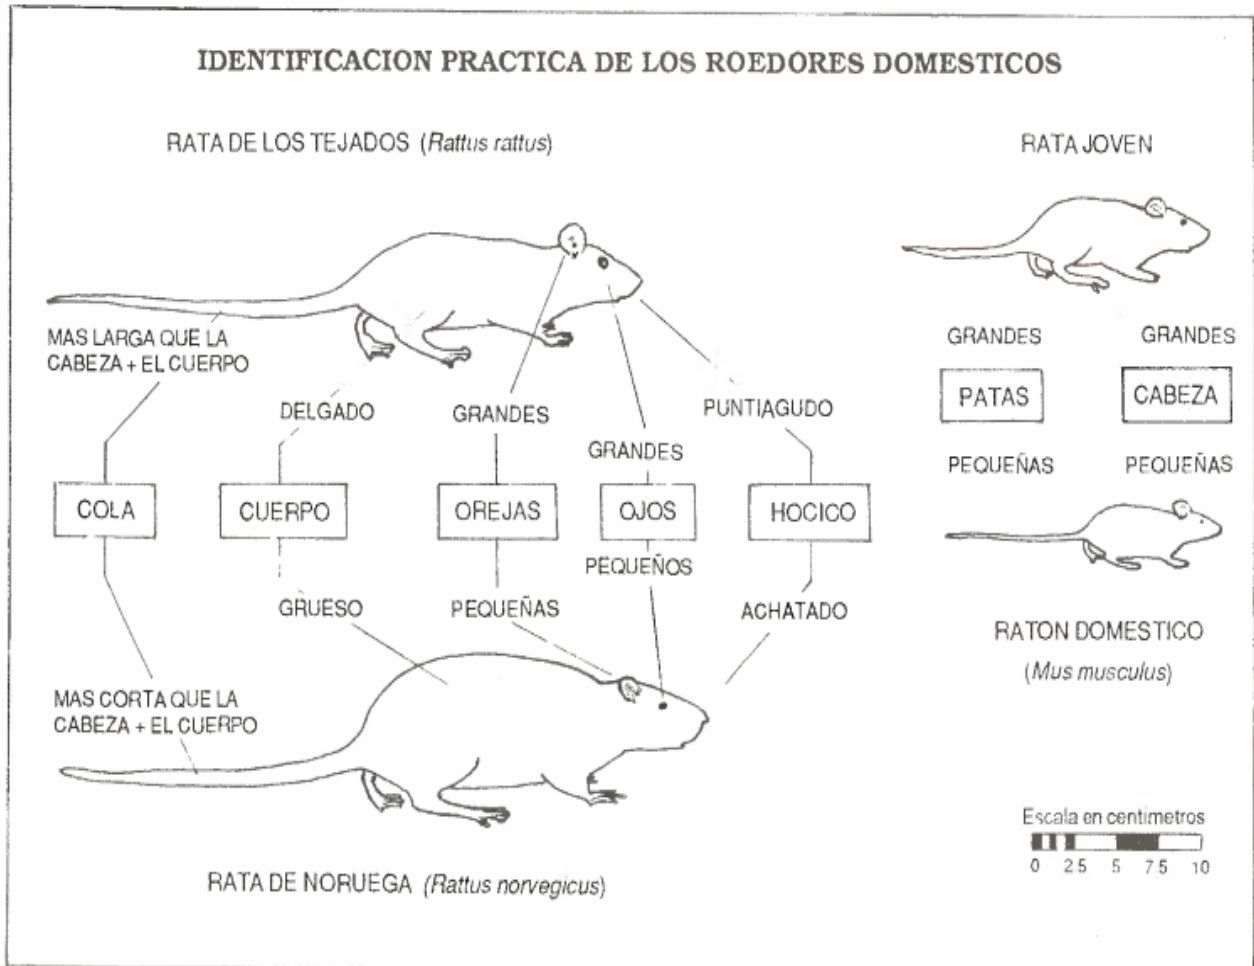 IDENTIFICACION PRACTICA DE LOS ROEDORES DOMESTICOS
RATA DE LOS TEJADOS (Rattus rattus)
MAS LARGA QUE LA
CABEZA + EL CUERPO
DELGADO
GRANDES
GRANDES
PUNTIAGUDO
COLA
CUERPO
OREJAS
OJOS
HOCICO
GRUESO
PEQUEÑAS
PEQUEÑOS
ACHATADO
MAS CORTA QUE LA
CABEZA + EL CUERPO
RATA DE NORUEGA (Rattus norvegicus)
RATA JOVEN
GRANDES
GRANDES
PATAS
CABEZA
PEQUEÑAS
PEQUEÑAS
RATON DOMESTICO
(Mus musculus)
Escala en centimetros
0 2.5 5 7.5 10